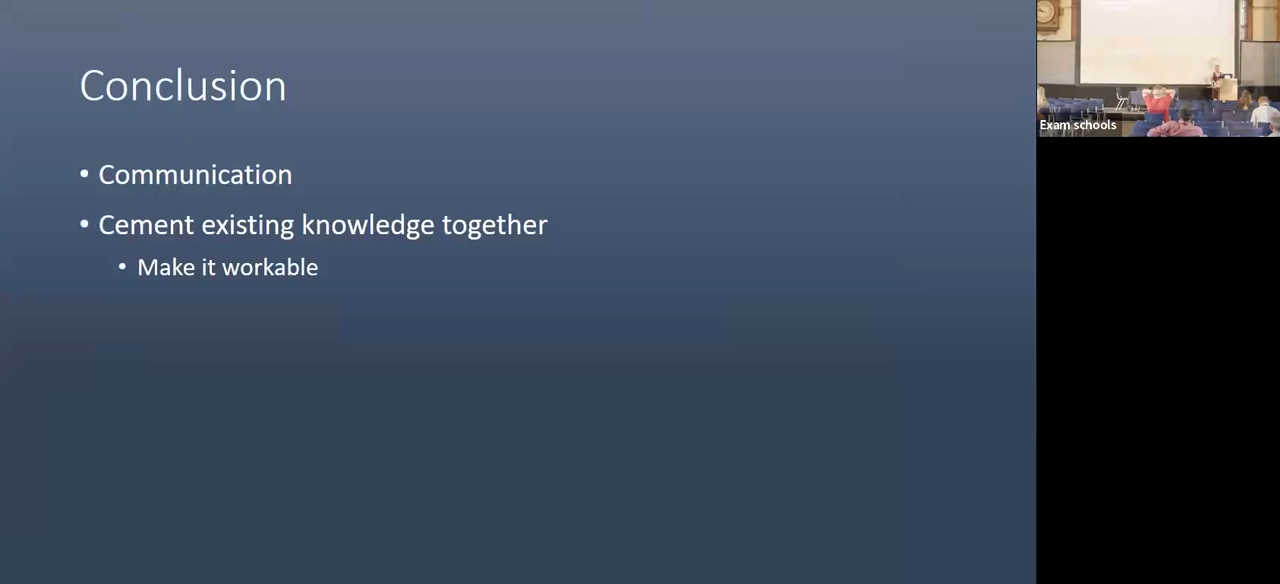 Conclusion
• Communication
• Cement existing knowledge together
• Make it workable
Exam schools